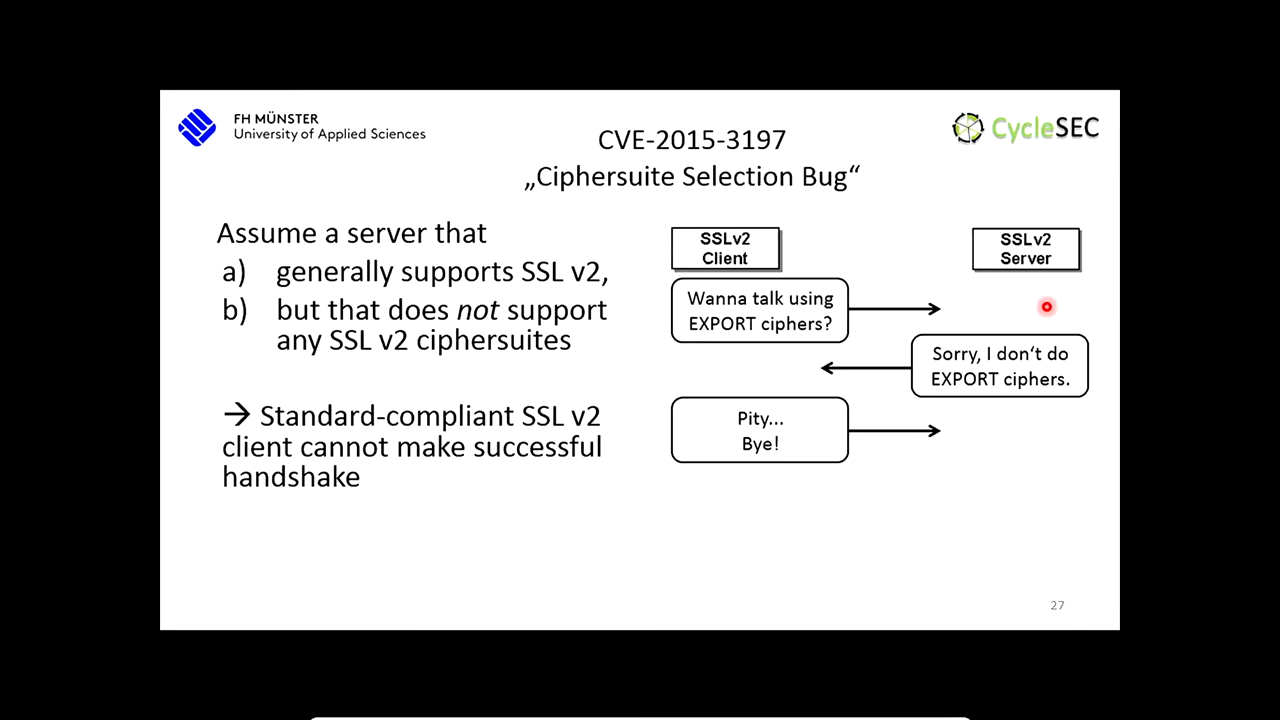 FH MÜNSTER
University of Applied Sciences
CycleSEC
CVE-2015-3197
„Ciphersuite Selection Bug“
Assume a server that
a) generally supports SSL v2,
b) but that does not support
any SSL v2 ciphersuites
→ Standard-compliant SSL v2
client cannot make successful
handshake
SSLv2
Client
SSLv2
Server
Wanna talk using
EXPORT ciphers?
Sorry, I don‘t do
EXPORT ciphers.
Pity...
Bye!
27